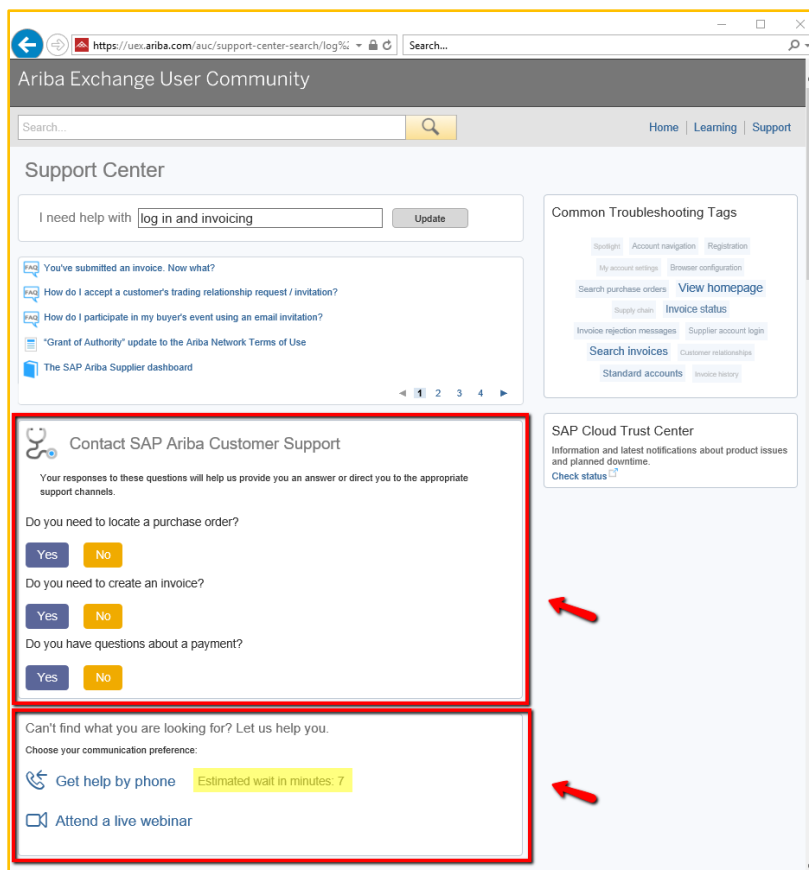 https://uex.ariba.com/auc/support-center-search/log%
Search...
Ariba Exchange User Community
Search...
Home | Learning | Support
Support Center
I need help with log in and invoicing Update
FAQ You've submitted an invoice. Now what?
FAQ How do I accept a customer's trading relationship request / invitation?
FAQ How do I participate in my buyer's event using an email invitation?
"Grant of Authority" update to the Ariba Network Terms of Use
The SAP Ariba Supplier dashboard
1 2 3 4
Common Troubleshooting Tags
Spotlight Account navigation Registration
My account settings Browser configuration
Search purchase orders View homepage
Supply chain Invoice status
Invoice rejection messages Supplier account login
Search invoices Customer relationships
Standard accounts Invoice history
Contact SAP Ariba Customer Support
Your responses to these questions will help us provide you an answer or direct you to the appropriate
support channels.
Do you need to locate a purchase order?
Yes No
Do you need to create an invoice?
Yes No
Do you have questions about a payment?
Yes No
SAP Cloud Trust Center
Information and latest notifications about product issues
and planned downtime.
Check status
Can't find what you are looking for? Let us help you.
Choose your communication preference:
Get help by phone Estimated wait in minutes: 7
Attend a live webinar